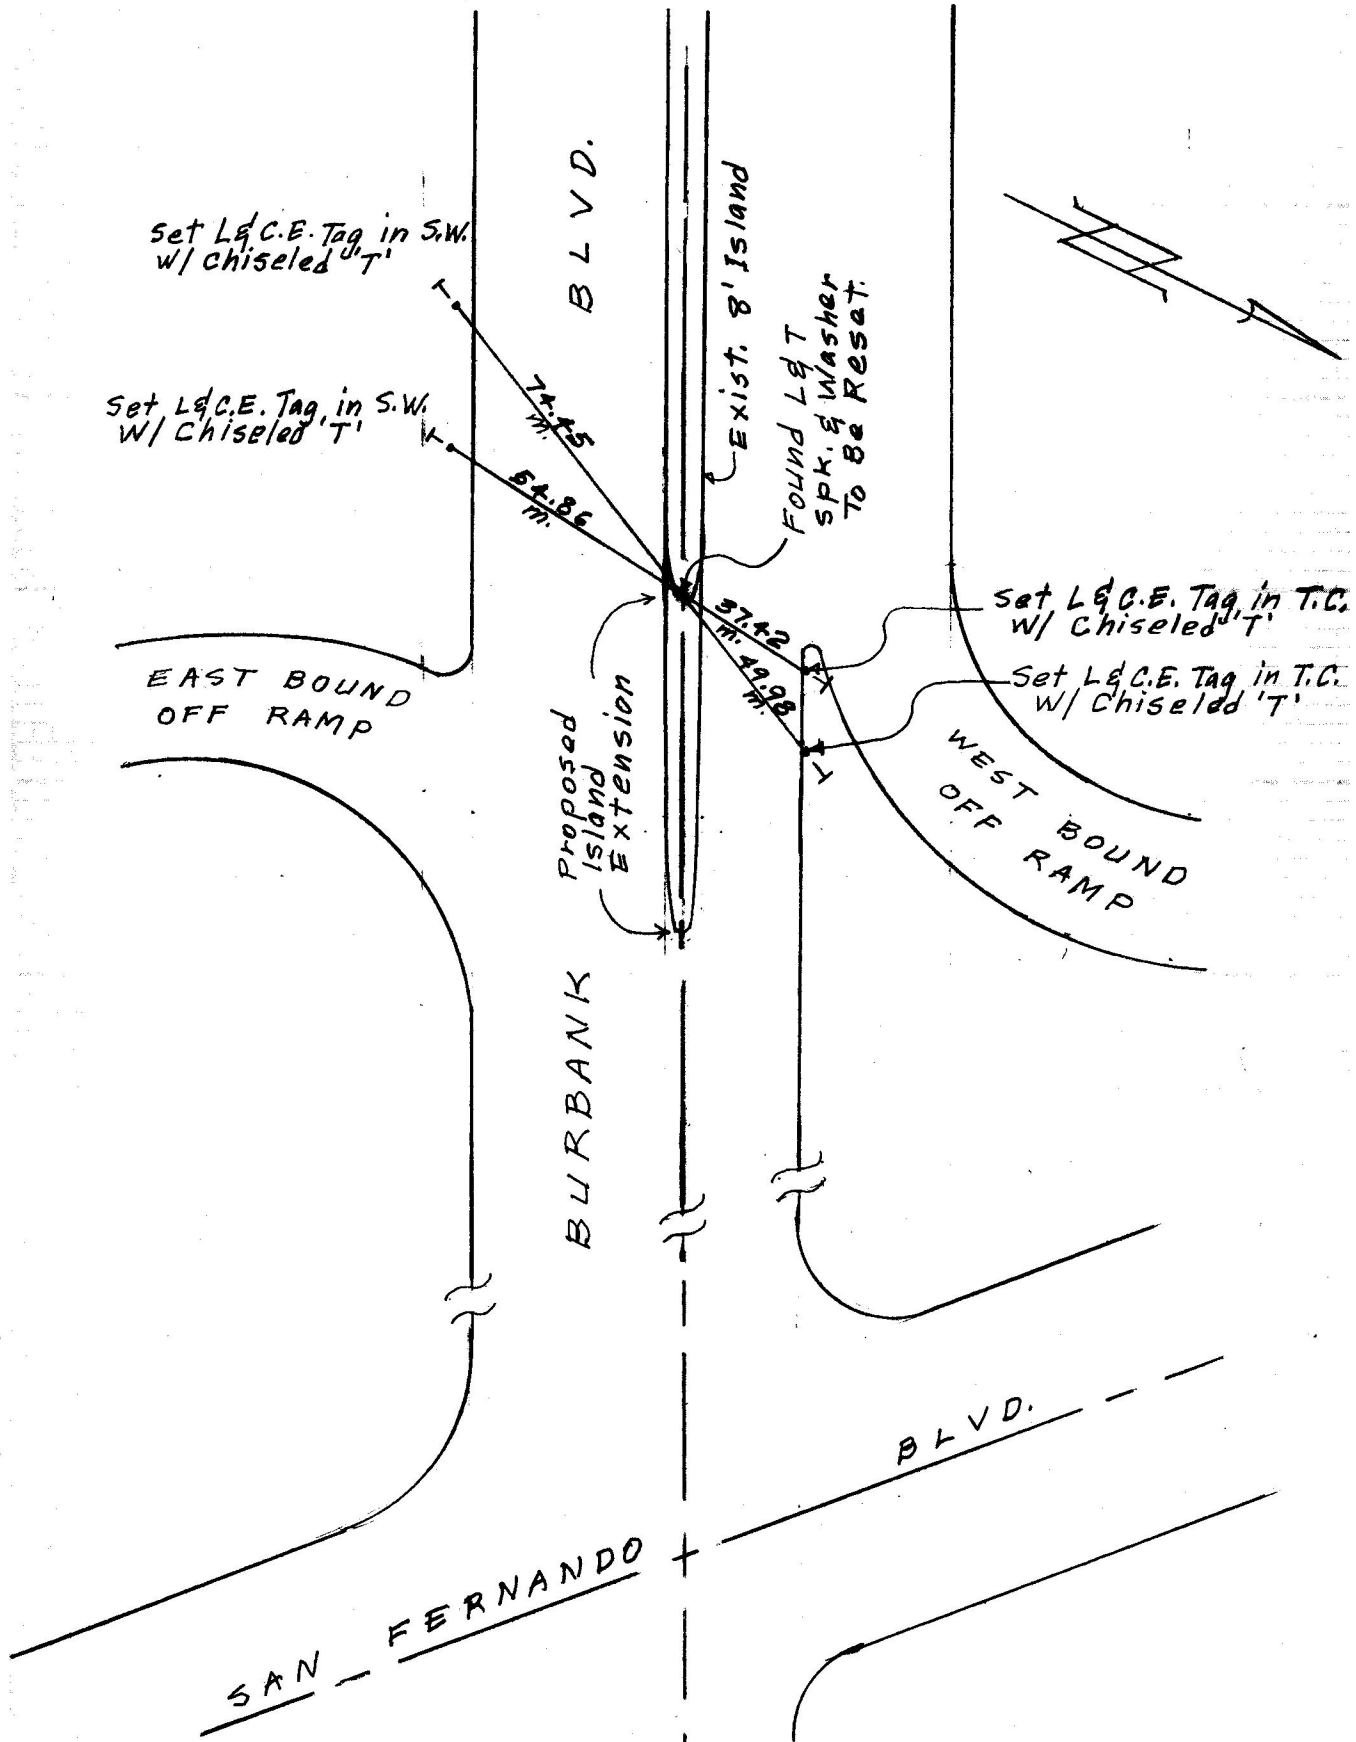 BLVD.
Set L&C.E. Tag in S.W.
W/ Chiseled 'T'
Exist. 8' Island
Found L&T
spk. & Washer
To Be Reset.
Set L&C.E. Tag in S.W.
W/ Chiseled 'T'
T
T
74.45
m.
54.86
m.
37.42
m.
49.98
m.
Set L&C.E. Tag in T.C.
W/ Chiseled 'T'
Set L&C.E. Tag in T.C.
W/ Chiseled 'T'
T
T
EAST BOUND
OFF RAMP
Proposed
Island
Extension
WEST BOUND
OFF RAMP
BURBANK
BLVD.
SAN FERNANDO